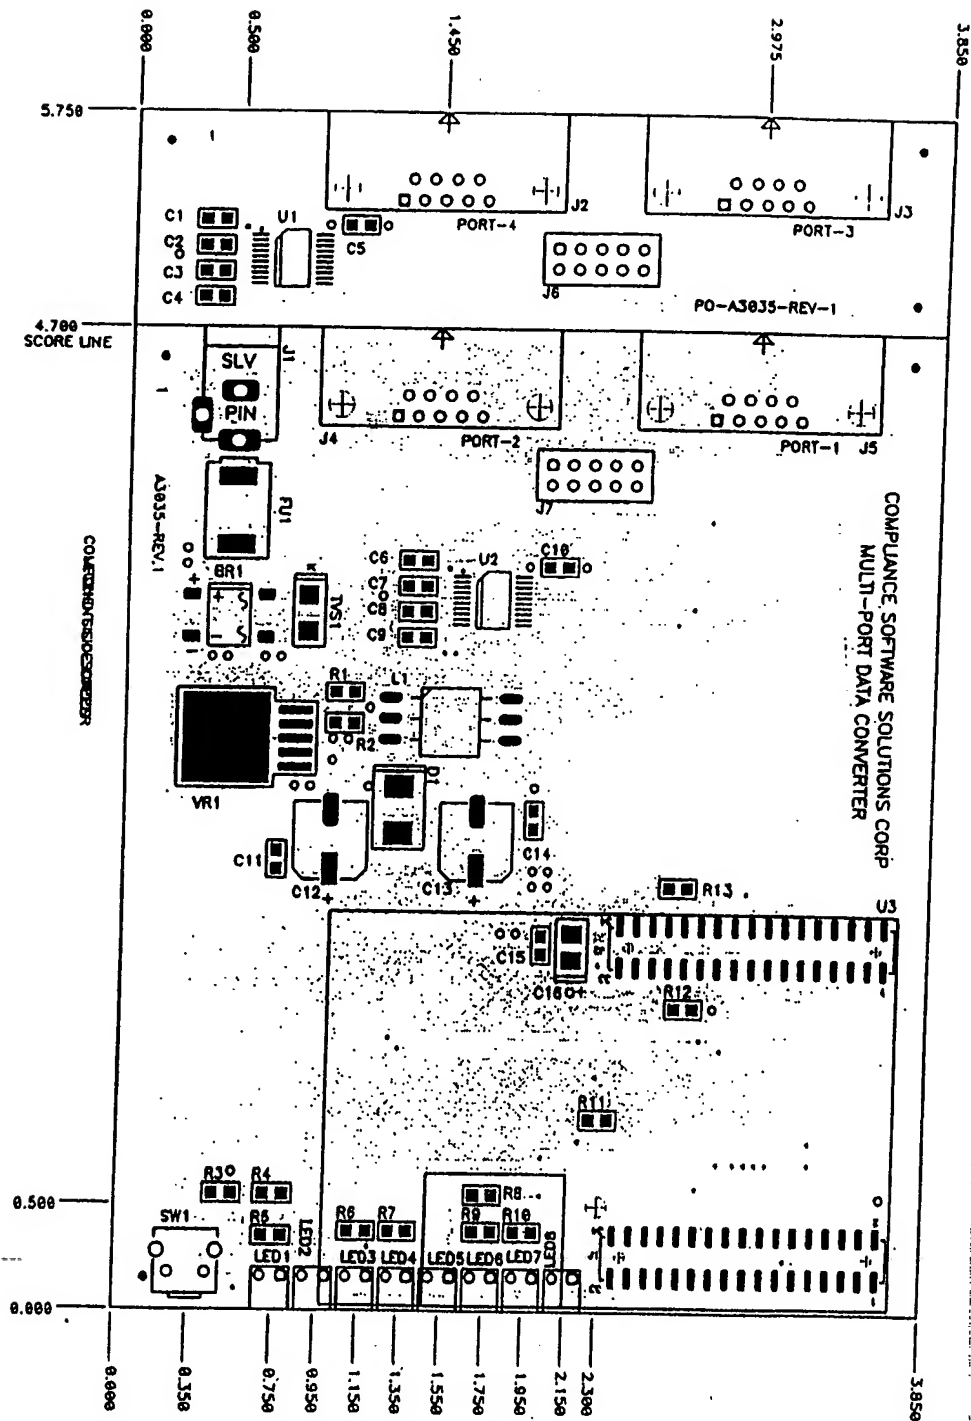 0.000
0.500
1.450
2.975
3.850
5.750
1
J2
J3
PORT-4
PORT-3
C1
U1
C2
C5
C3
C4
J6
PO-A3035-REV-1
4.700
SCORE LINE
J1
SLV
PIN
1
J4
PORT-2
PORT-1
J5
J7
FU1
A3035-REV.1
COMPLIANCE SOFTWARE SOLUTIONS CORP
MULTI-PORT DATA CONVERTER
C6
U2
C10
C7
C8
C9
BR1
+
-
TVS1
R1
L1
R2
VR1
D1
C11
C12
+
C13
+
C14
R13
U3
C15
C16
+
R12
R11
R3
R4
R8
0.500
SW1
R5
LED2
R6
R7
R9
R10
LED8
LED1
LED3
LED4
LED5
LED6
LED7
0.000
0.000
0.350
0.750
0.950
1.150
1.350
1.550
1.750
1.950
2.150
2.300
3.850